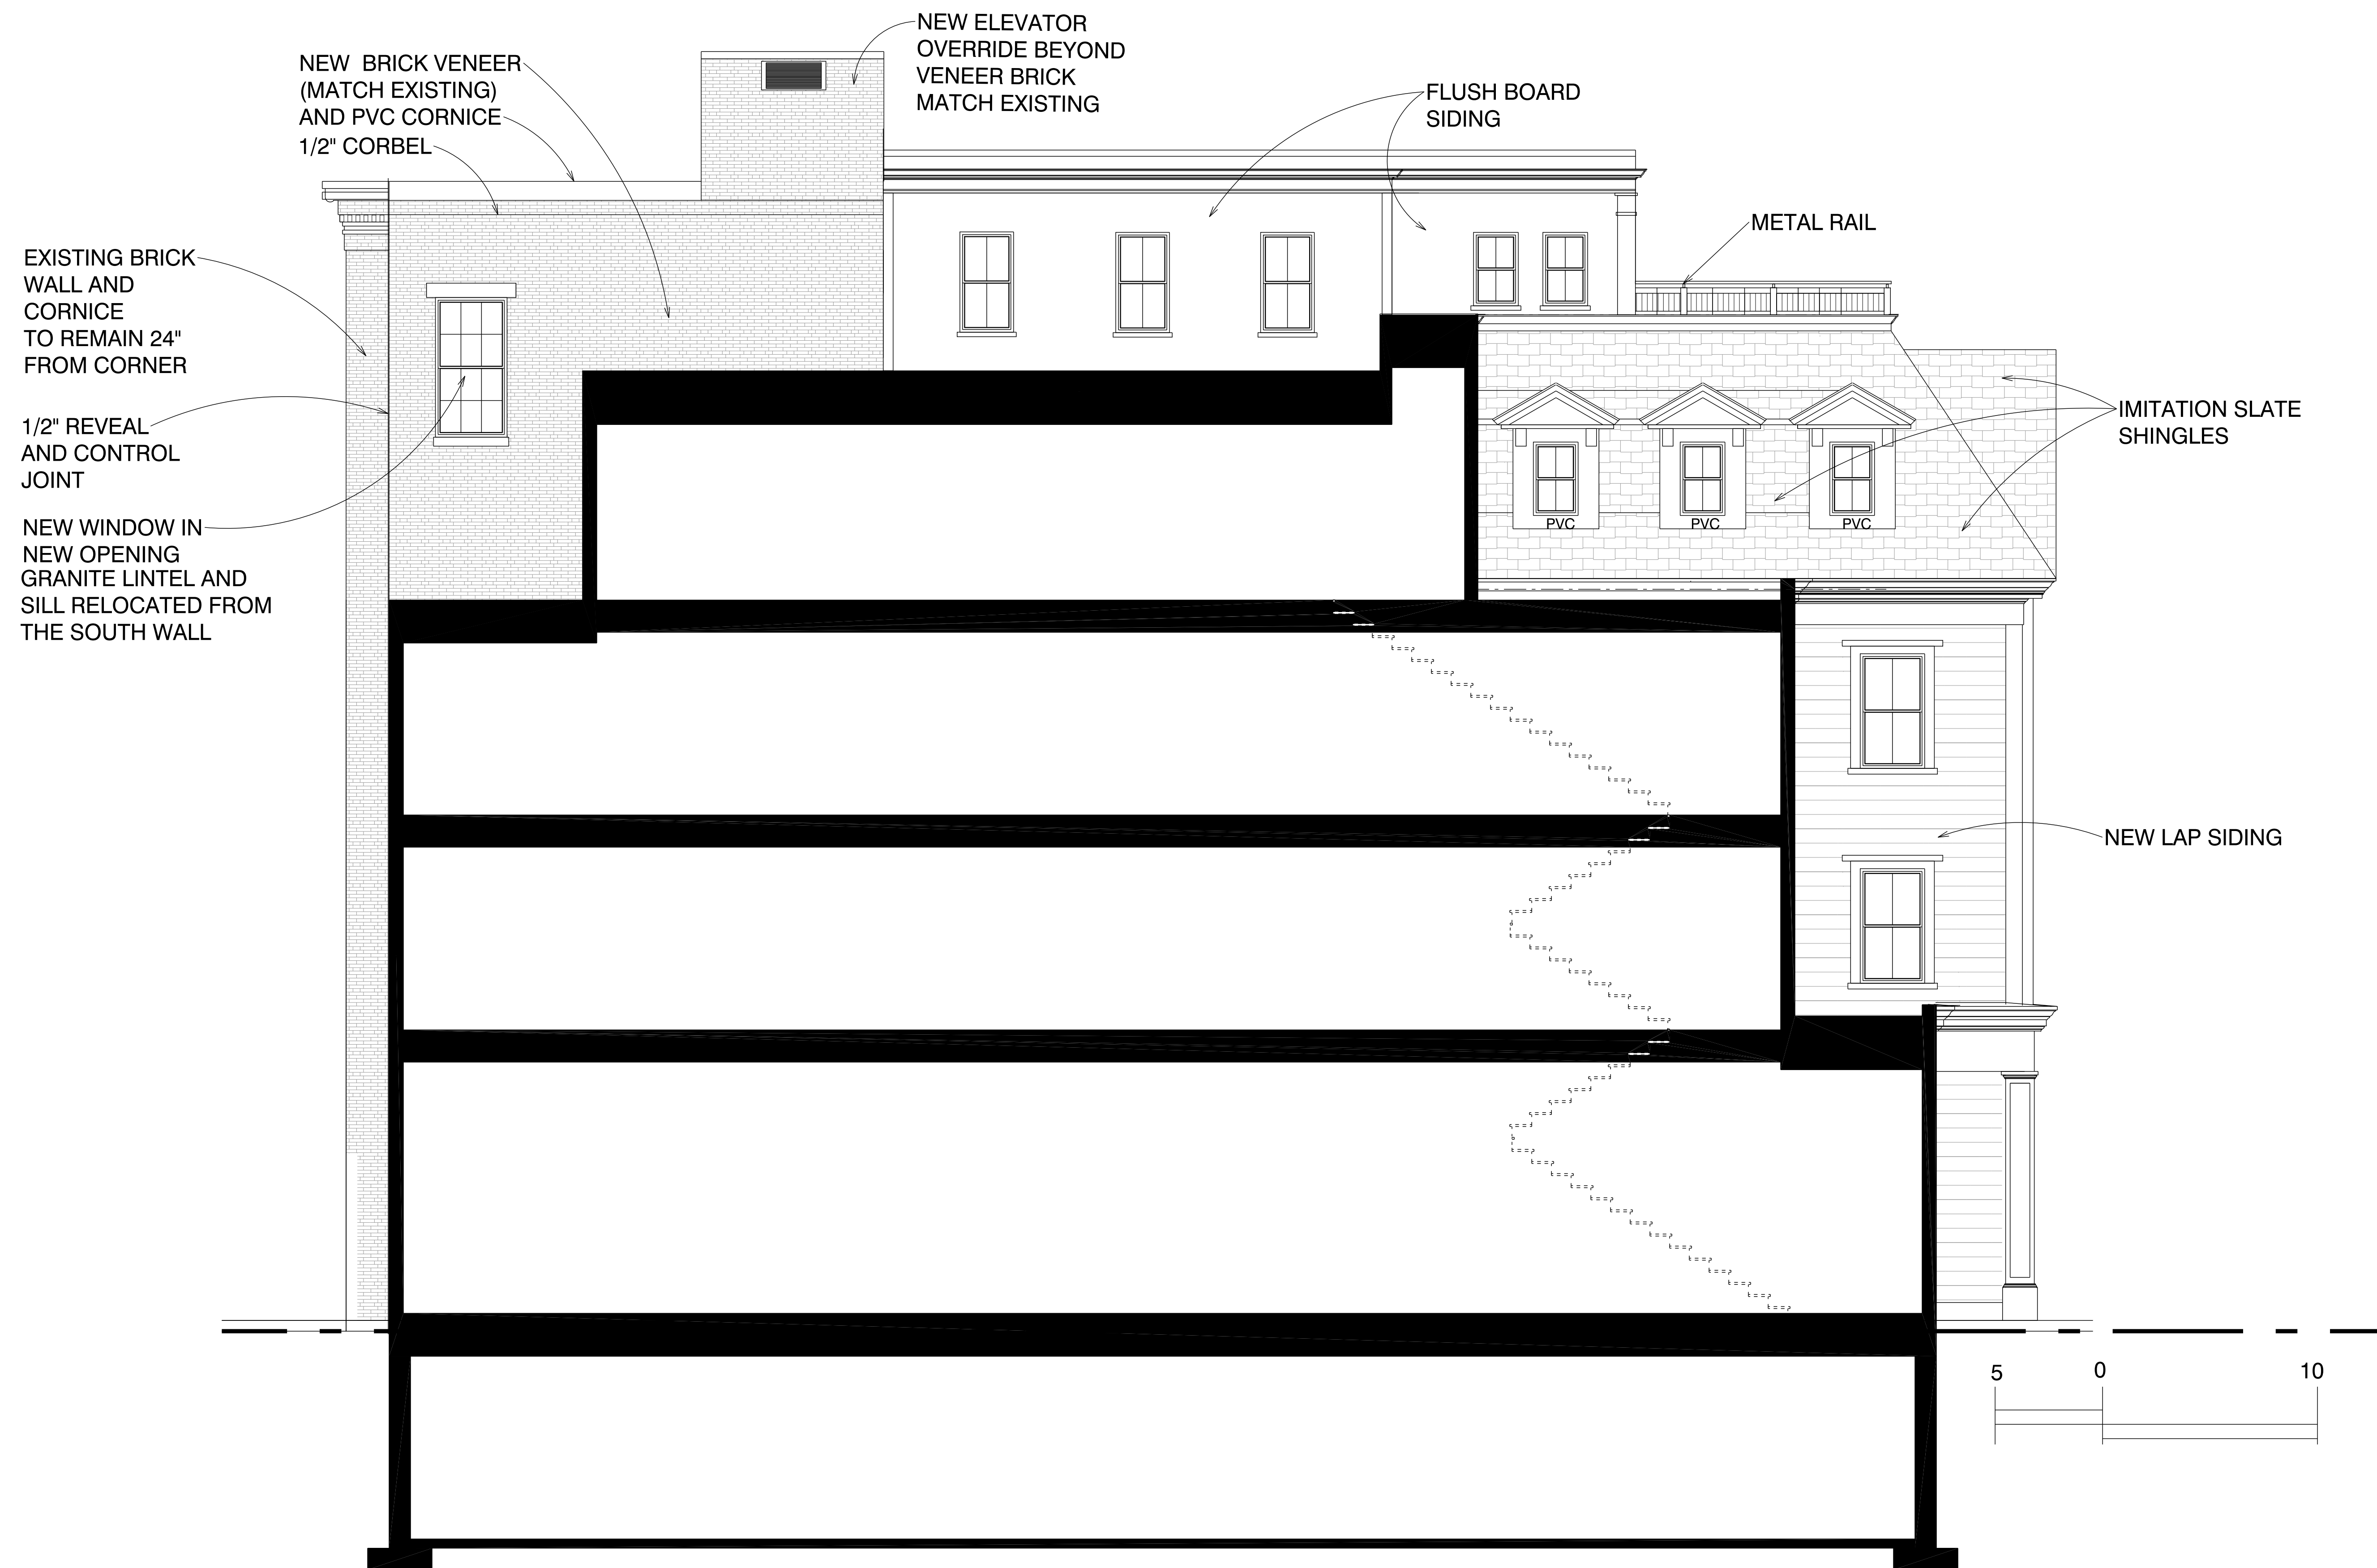 NEW ELEVATOR
OVERRIDE BEYOND
VENEER BRICK
MATCH EXISTING
NEW  BRICK VENEER
(MATCH EXISTING)
AND PVC CORNICE
1/2" CORBEL
FLUSH BOARD
SIDING
METAL RAIL
EXISTING BRICK
WALL AND
CORNICE
TO REMAIN 24"
FROM CORNER
1/2" REVEAL
AND CONTROL
JOINT
NEW WINDOW IN
NEW OPENING
GRANITE LINTEL AND
SILL RELOCATED FROM
THE SOUTH WALL
IMITATION SLATE
SHINGLES
PVC
PVC
PVC
NEW LAP SIDING
5 0 10